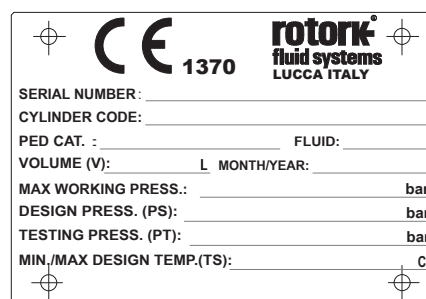 CE 1370
rotork®
fluid systems
LUCCA ITALY
SERIAL NUMBER:
CYLINDER CODE:
PED CAT. : FLUID:
VOLUME (V): L MONTH/YEAR:
MAX WORKING PRESS.: bar
DESIGN PRESS. (PS): bar
TESTING PRESS. (PT): bar
MIN./MAX DESIGN TEMP.(TS): C